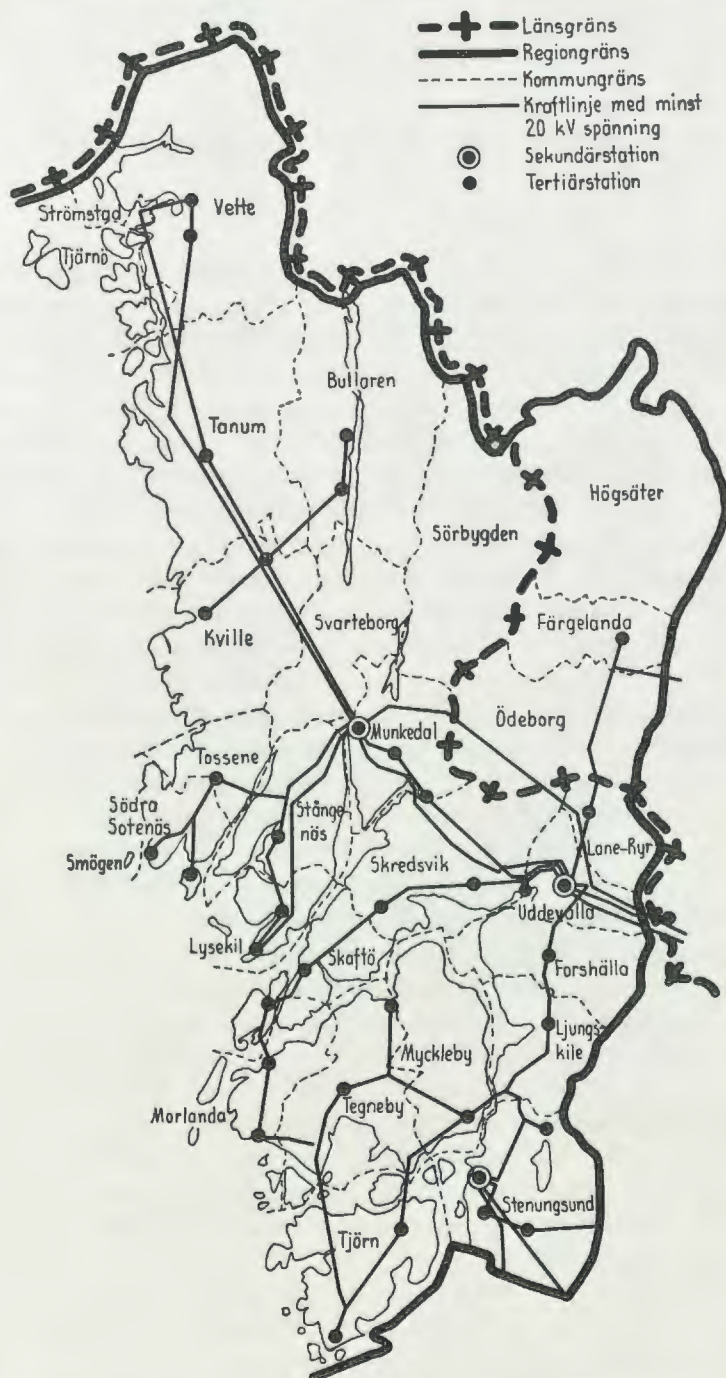 Länsgräns
Regiongräns
Kommungräns
Kraftlinje med minst
20 kV spänning
Sekundärstation
Tertiärstation
Strömstad
Vette
Tjärnö
Bullaren
Tanum
Högsäter
Sörbygden
Svarteborg
Färgelanda
Kville
Munkedal
Ödeborg
Tossene
Södra
Sotenäs
Stånge-
näs
Smögen
Lane-Ryr
Skredsvik
Uddevalla
Lysekil
Skaftö
Forshälla
Ljungs-
kile
Myckleby
Tegneby
Morlanda
Stenungsund
Tjörn